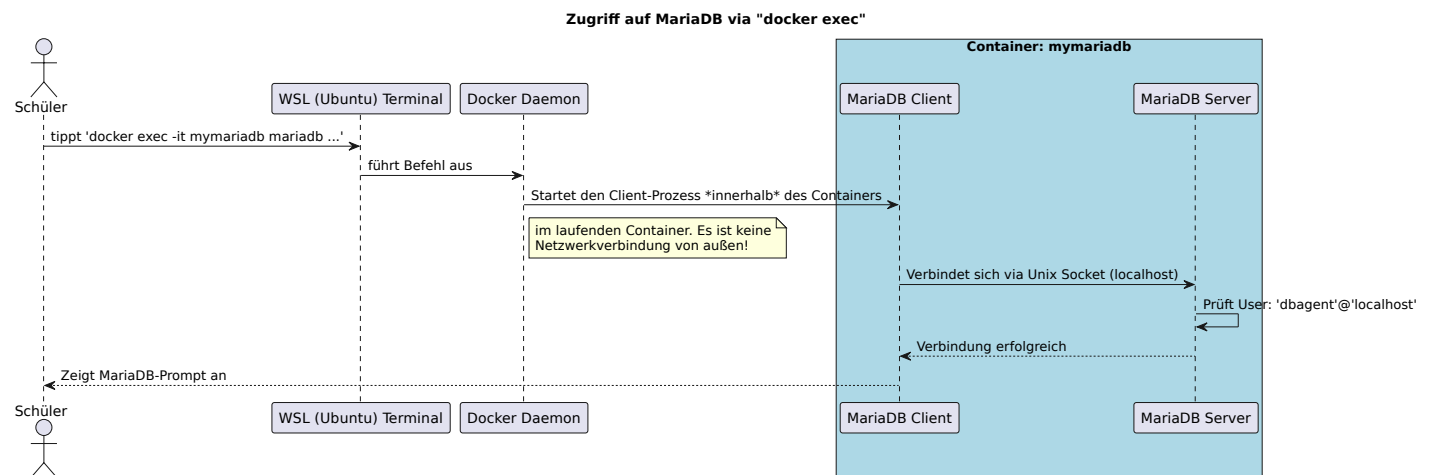 Zugriff auf MariaDB via "docker exec"
Container: mymariadb
Schüler
WSL (Ubuntu) Terminal
Docker Daemon
MariaDB Client
MariaDB Server
tippt 'docker exec -it mymariadb mariadb ...'
führt Befehl aus
Startet den Client-Prozess *innerhalb* des Containers
im laufenden Container. Es ist keine
Netzwerkverbindung von außen!
Verbindet sich via Unix Socket (localhost)
Prüft User: 'dbagent'@'localhost'
Verbindung erfolgreich
Zeigt MariaDB-Prompt an
Schüler
WSL (Ubuntu) Terminal
Docker Daemon
MariaDB Client
MariaDB Server